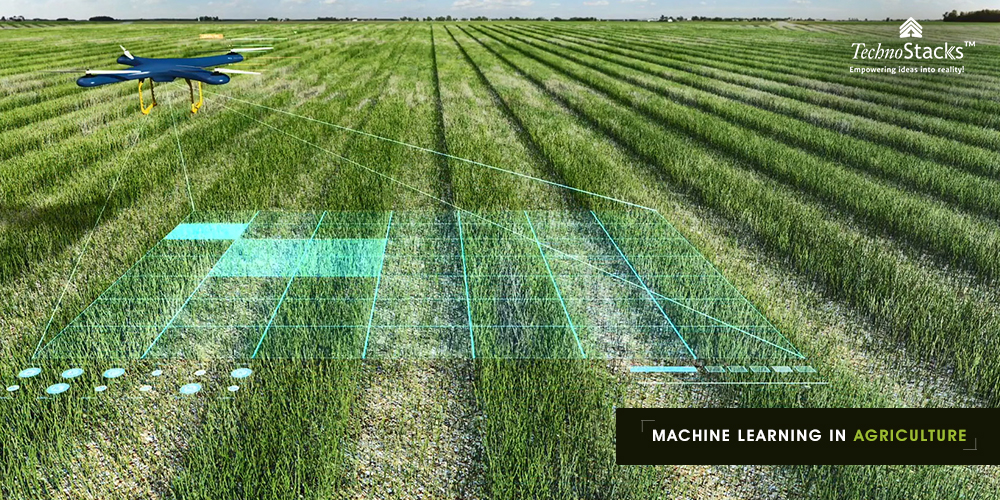 TechnoStacks™
Empowering ideas into reality!
MACHINE LEARNING IN AGRICULTURE